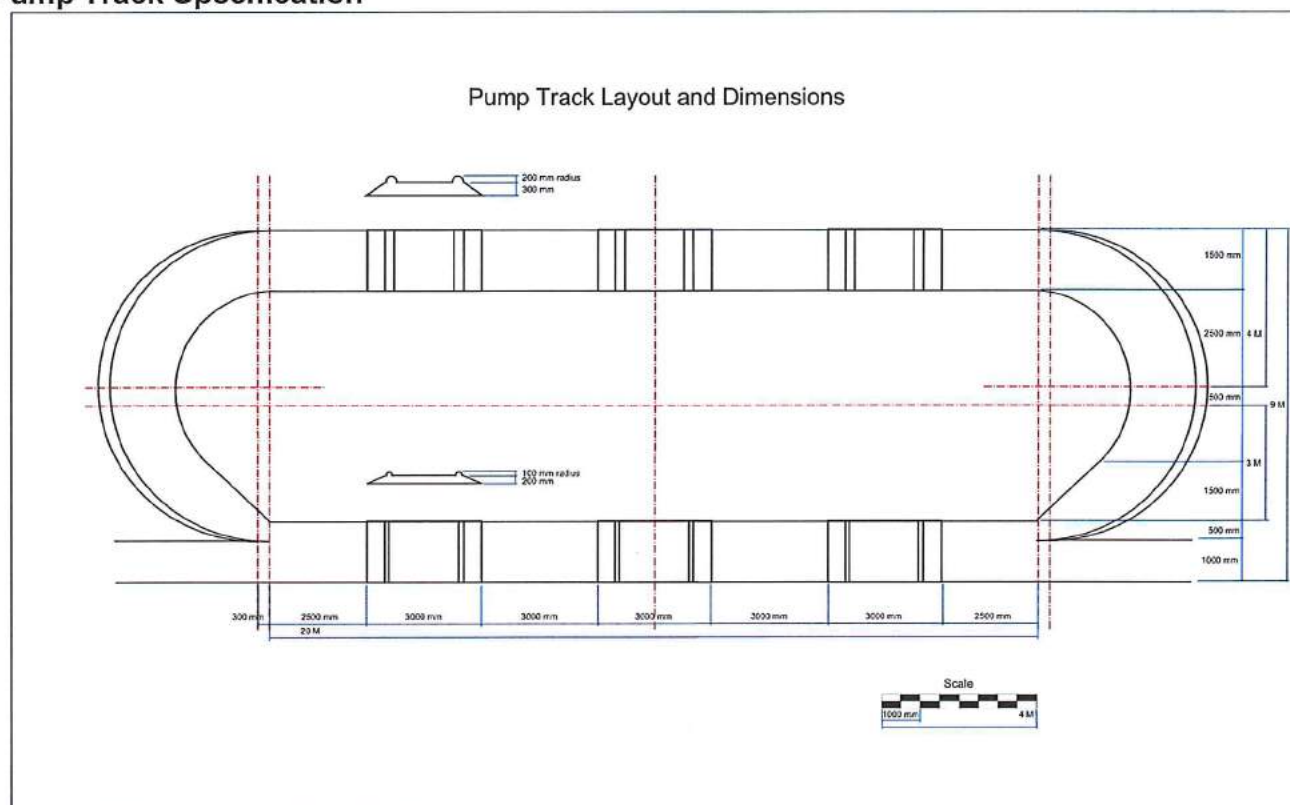 ump Track Opscification
Pump Track Layout and Dimensions
200 mm radius
300 mm
1500 mm
2500 mm
4 M
500 mm
9 M
100 mm radius
200 mm
3 M
1500 mm
500 mm
1000 mm
300 mm
2500 mm
3000 mm
3000 mm
3000 mm
3000 mm
3000 mm
2500 mm
20 M
Scale
1000 mm
4 M